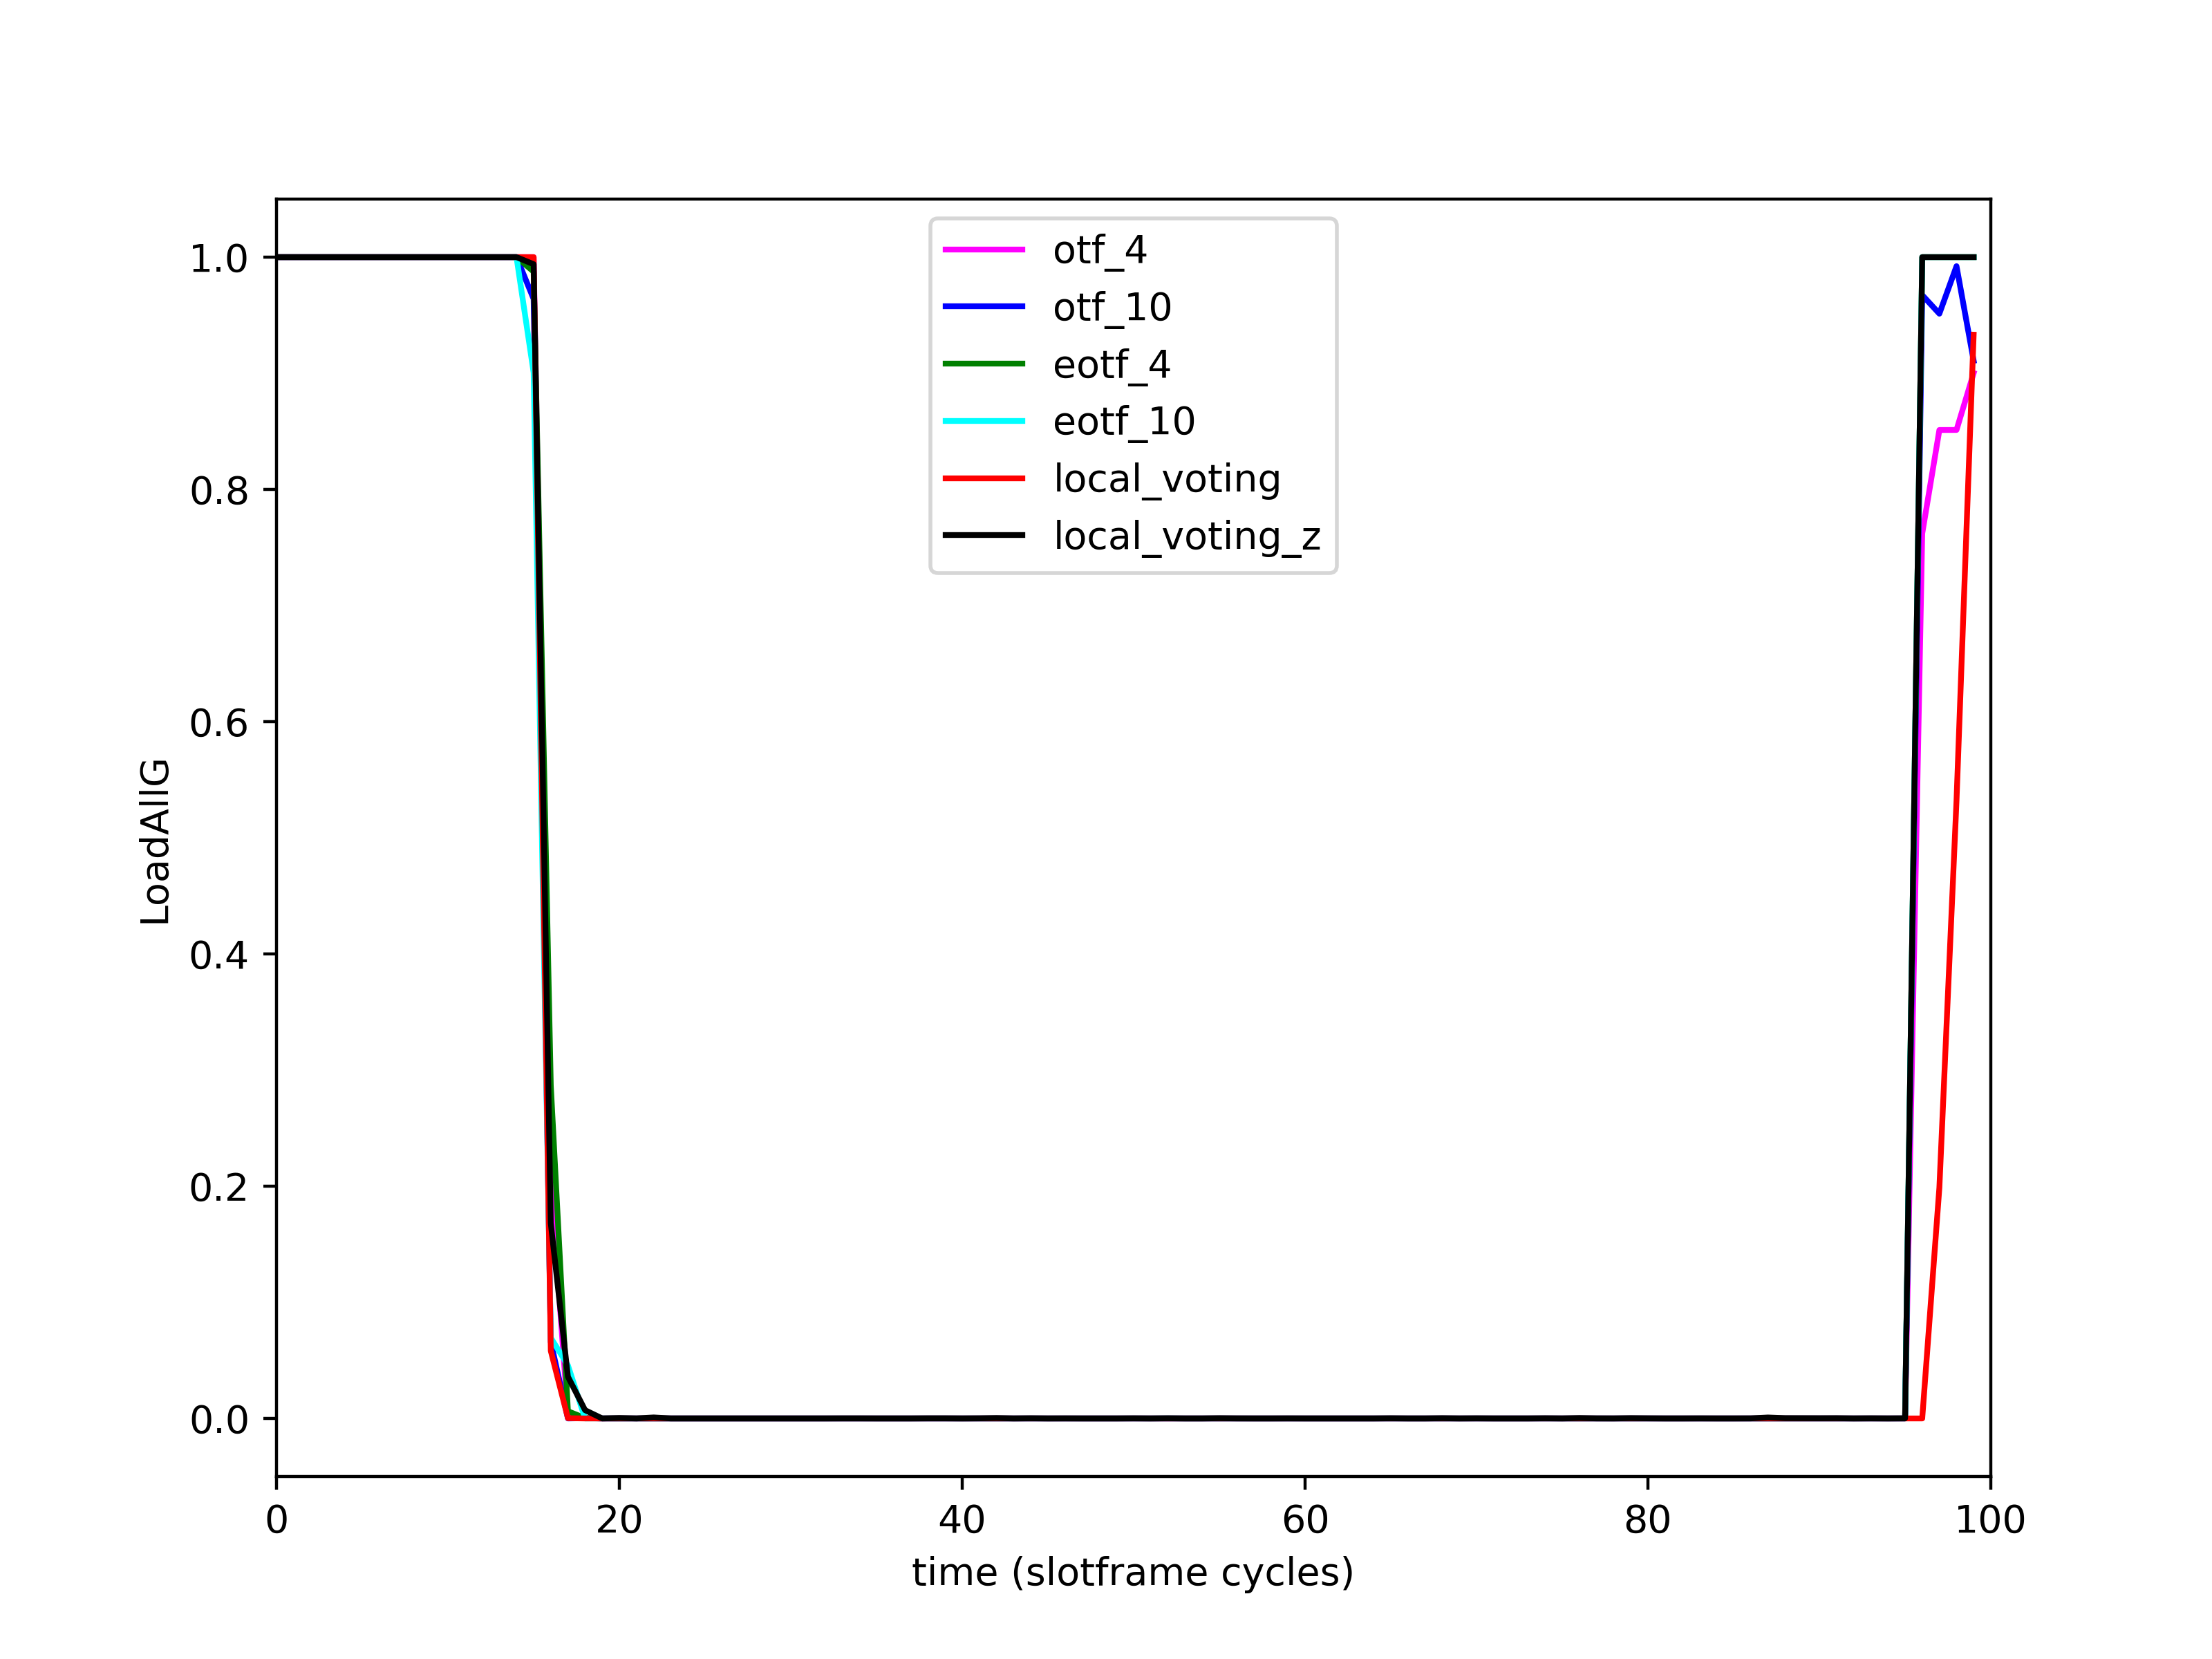 otf_4
otf_10
eotf_4
eotf_10
local_voting
local_voting_z
1.0
0.8
0.6
0.4
0.2
0.0
LoadAllG
0 20 40 60 80 100
time (slotframe cycles)